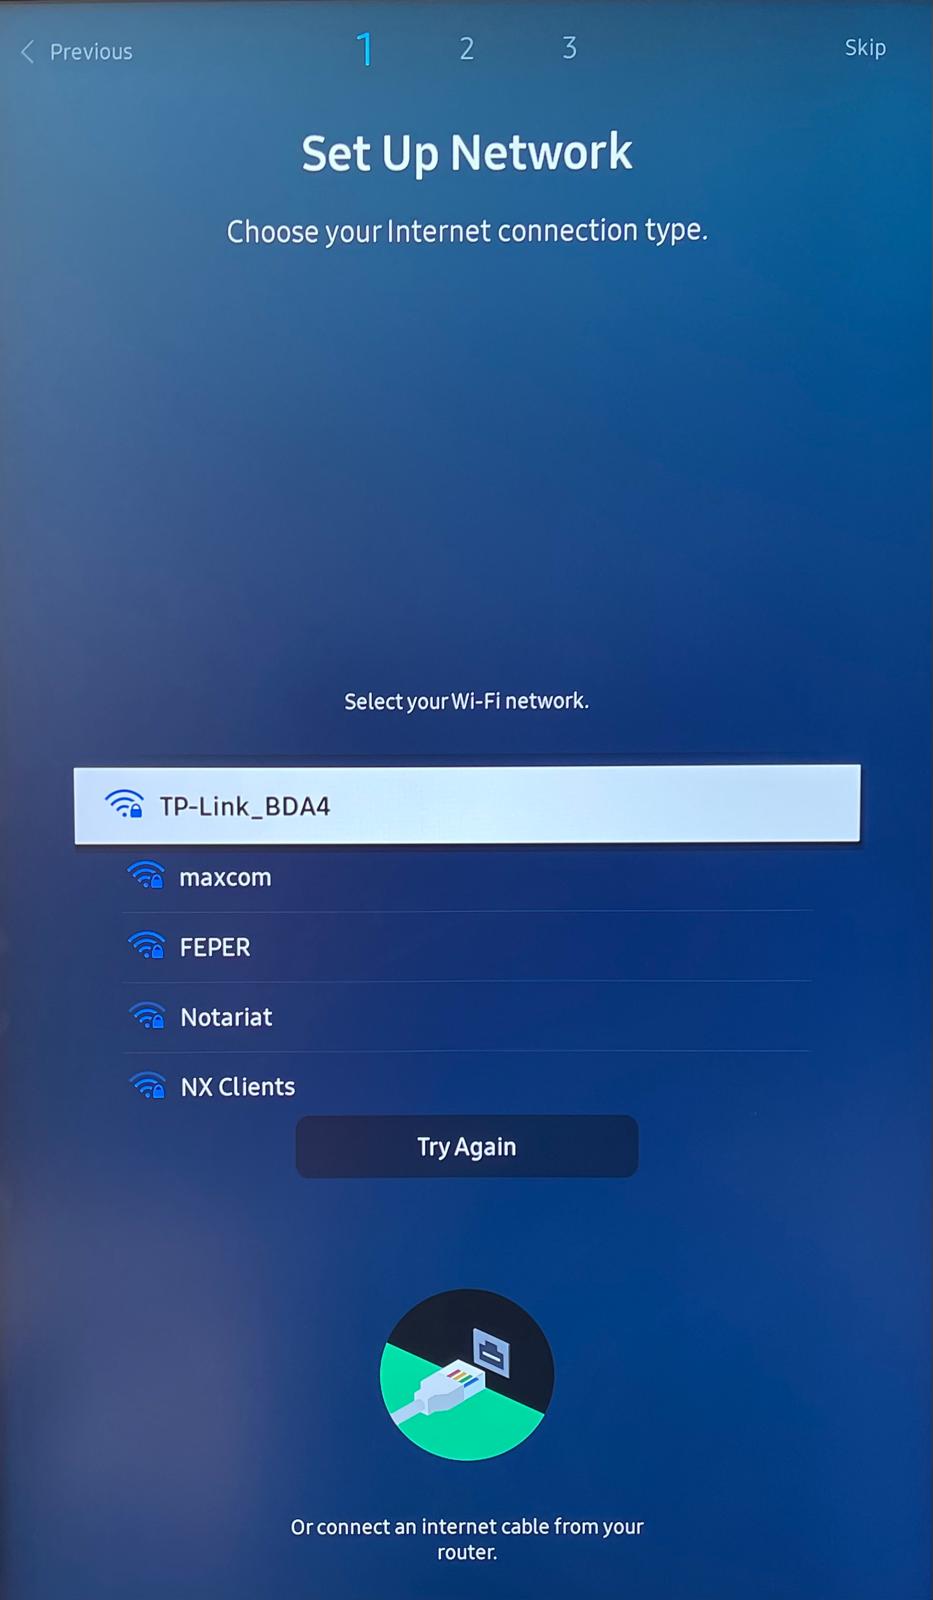 Previous
1
2
3
Skip
Set Up Network
Choose your Internet connection type.
Select your Wi-Fi network.
TP-Link_BDA4
maxcom
FEPER
Notariat
NX Clients
Try Again
Or connect an internet cable from your
router.